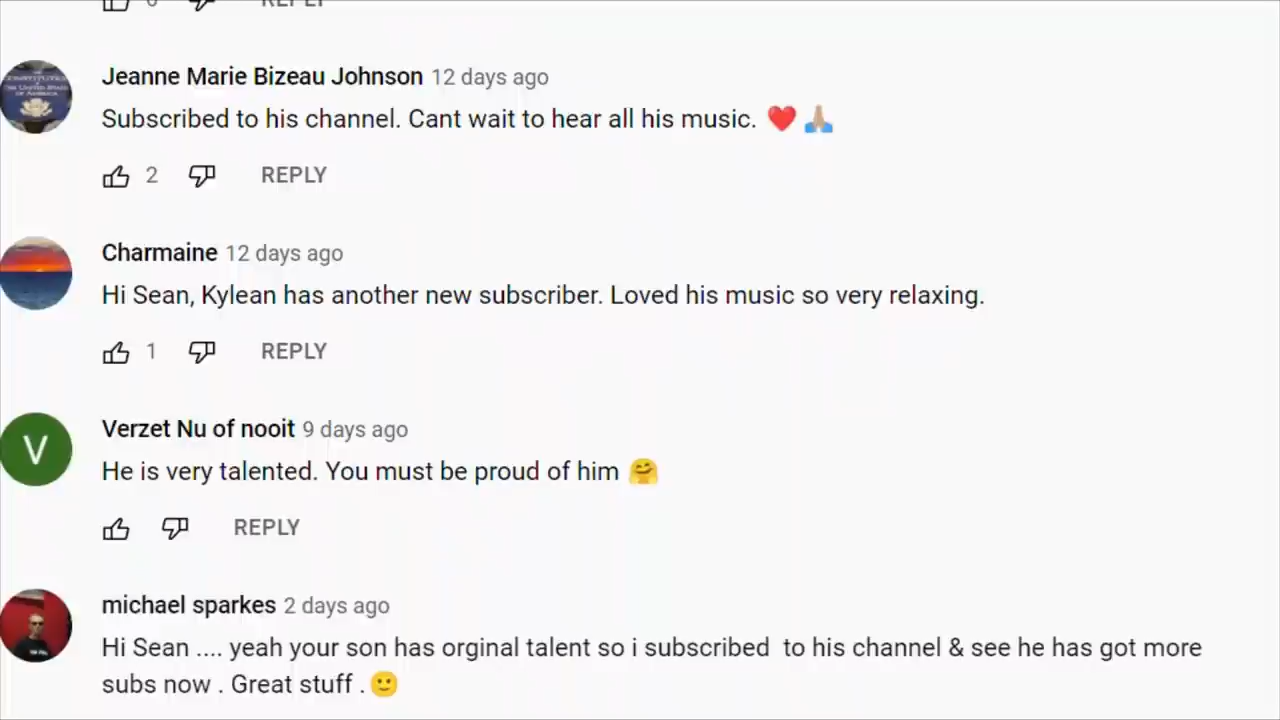 REPLY
Jeanne Marie Bizeau Johnson 12 days ago
Subscribed to his channel. Cant wait to hear all his music. ❤️ 🙏🏼
2 REPLY
Charmaine 12 days ago
Hi Sean, Kylean has another new subscriber. Loved his music so very relaxing.
1 REPLY
V
Verzet Nu of nooit 9 days ago
He is very talented. You must be proud of him 🤗
REPLY
michael sparkes 2 days ago
Hi Sean .... yeah your son has orginal talent so i subscribed  to his channel & see he has got more
subs now . Great stuff . 🙂